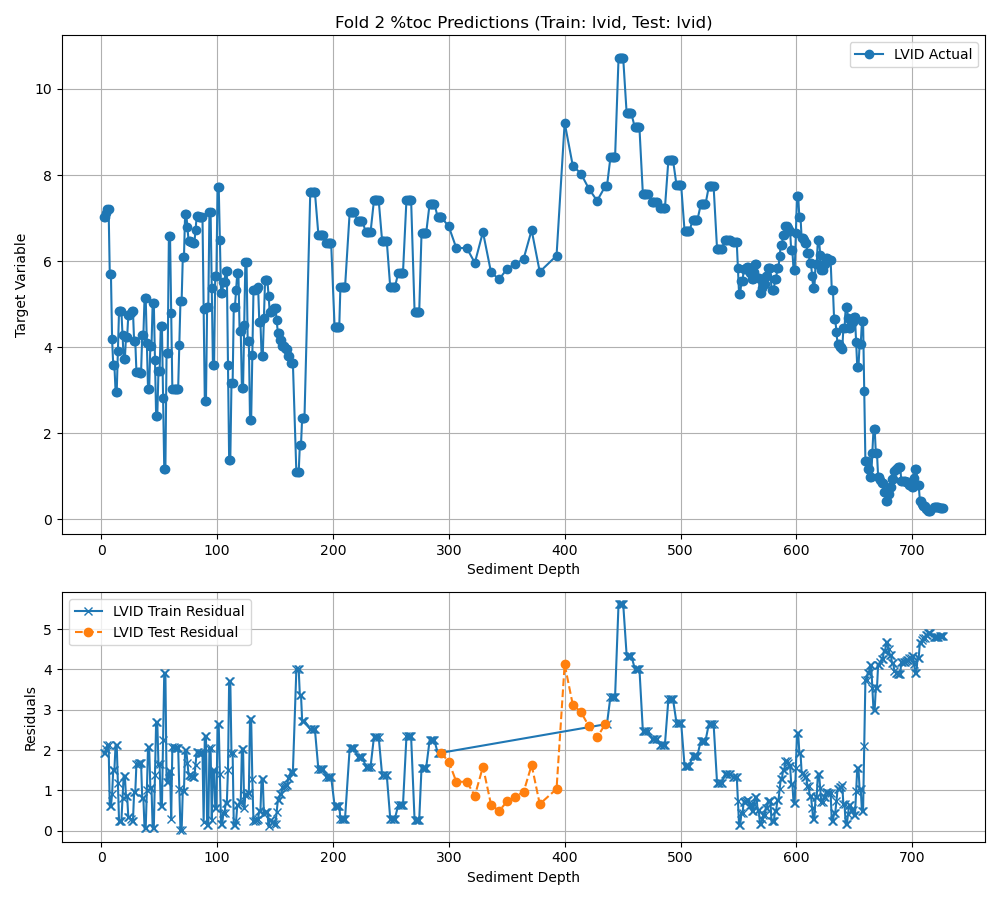 Fold 2 %toc Predictions (Train: lvid, Test: lvid)
LVID Actual
Target Variable
10
8
6
4
2
0
0 100 200 300 400 500 600 700
Sediment Depth
LVID Train Residual
LVID Test Residual
Residuals
5
4
3
2
1
0
0 100 200 300 400 500 600 700
Sediment Depth